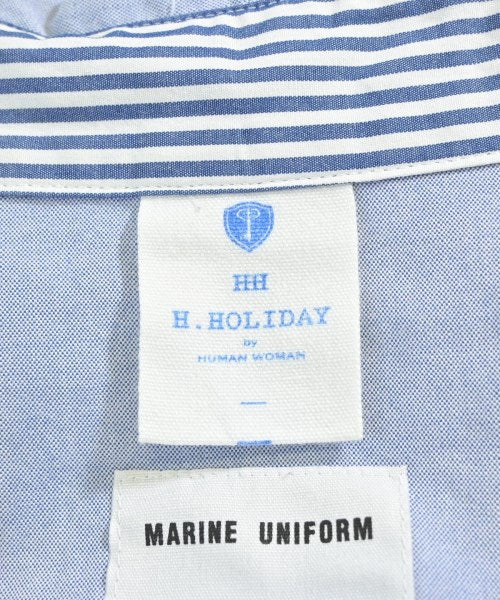 HH
H.HOLIDAY
by
HUMAN WOMAN
MARINE UNIFORM